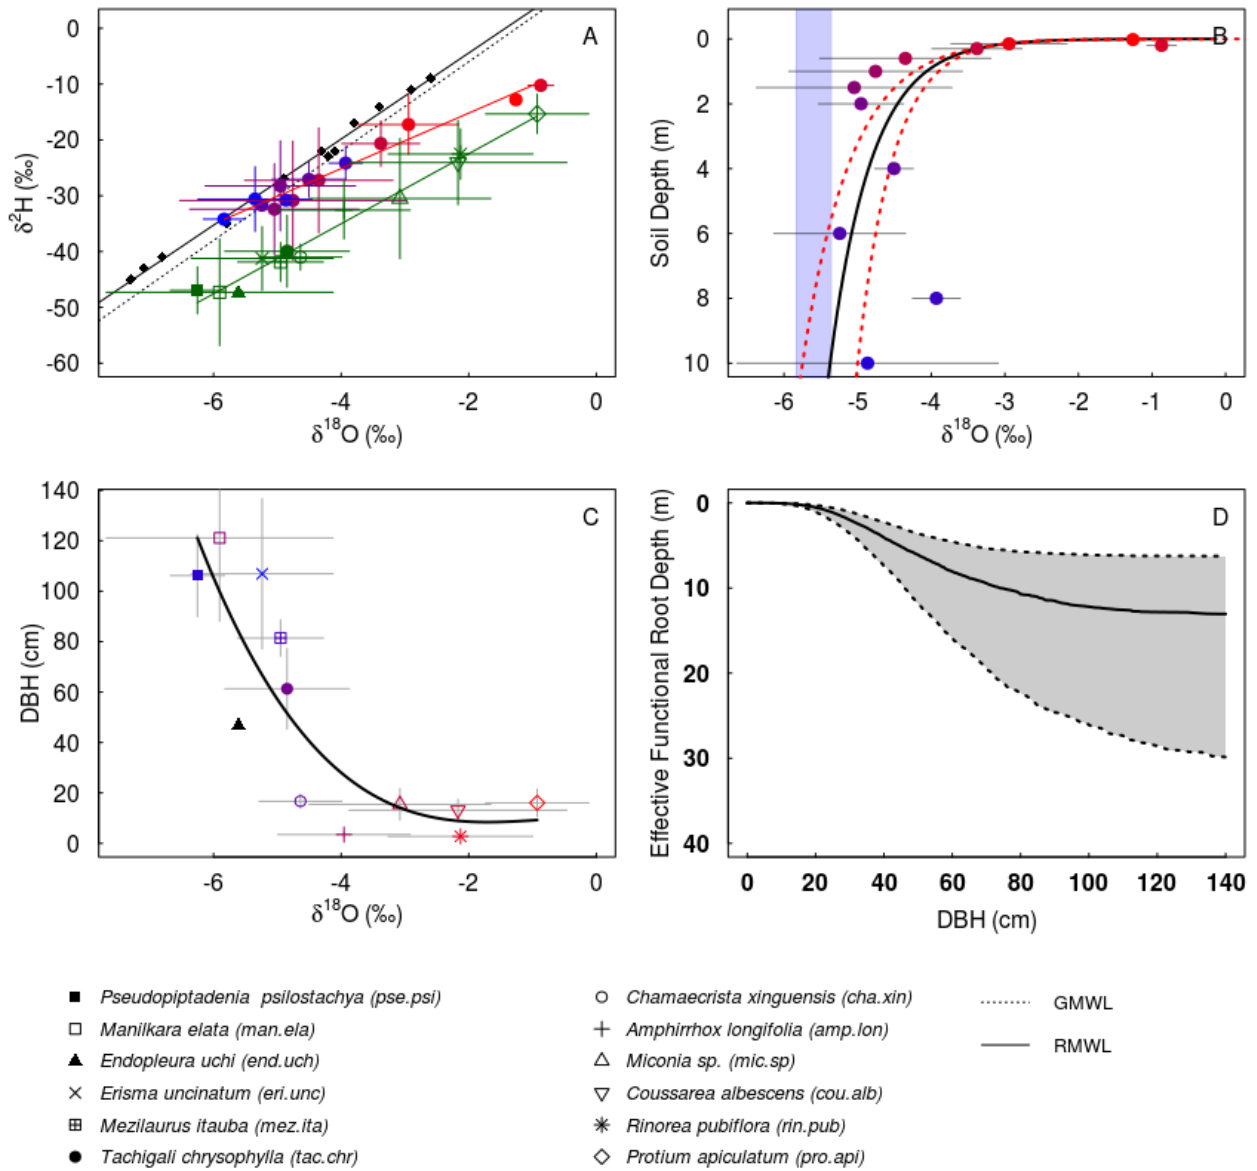 A
0
-10
-20
-30
-40
-50
-60
δ²H (‰)
-6 -4 -2 0
δ¹⁸O (‰)
B
0
2
4
6
8
10
Soil Depth (m)
-6 -5 -4 -3 -2 -1 0
δ¹⁸O (‰)
C
140
120
100
80
60
40
20
0
DBH (cm)
-6 -4 -2 0
δ¹⁸O (‰)
D
0
10
20
30
40
Effective Functional Root Depth (m)
0 20 40 60 80 100 120 140
DBH (cm)
Pseudopiptadenia psilostachya (pse.psi)
Manilkara elata (man.ela)
Endopleura uchi (end.uch)
Erisma uncinatum (eri.unc)
Mezilaurus itauba (mez.ita)
Tachigali chrysophylla (tac.chr)
Chamaecrista xinguensis (cha.xin)
Amphirrhox longifolia (amp.lon)
Miconia sp. (mic.sp)
Coussarea albescens (cou.alb)
Rinorea pubiflora (rin.pub)
Protium apiculatum (pro.api)
GMWL
RMWL